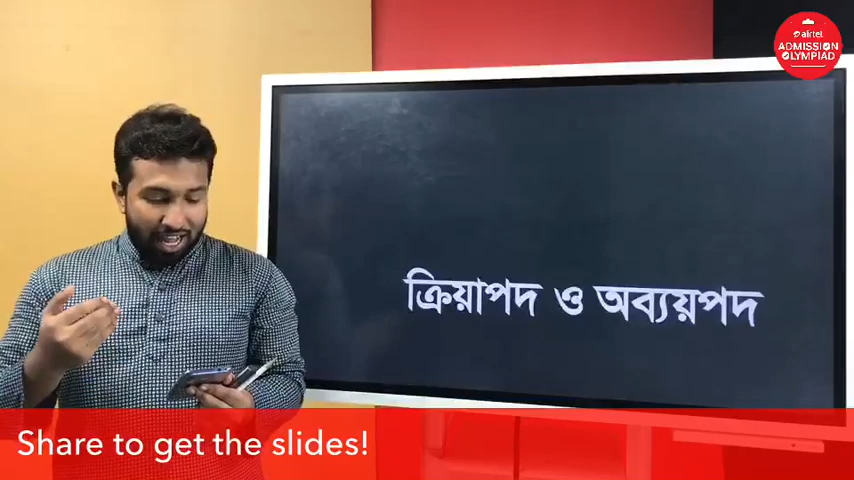 airtel
ADMISSION
OLYMPIAD
ক্রিয়াপদ ও অব্যয়পদ
Share to get the slides!